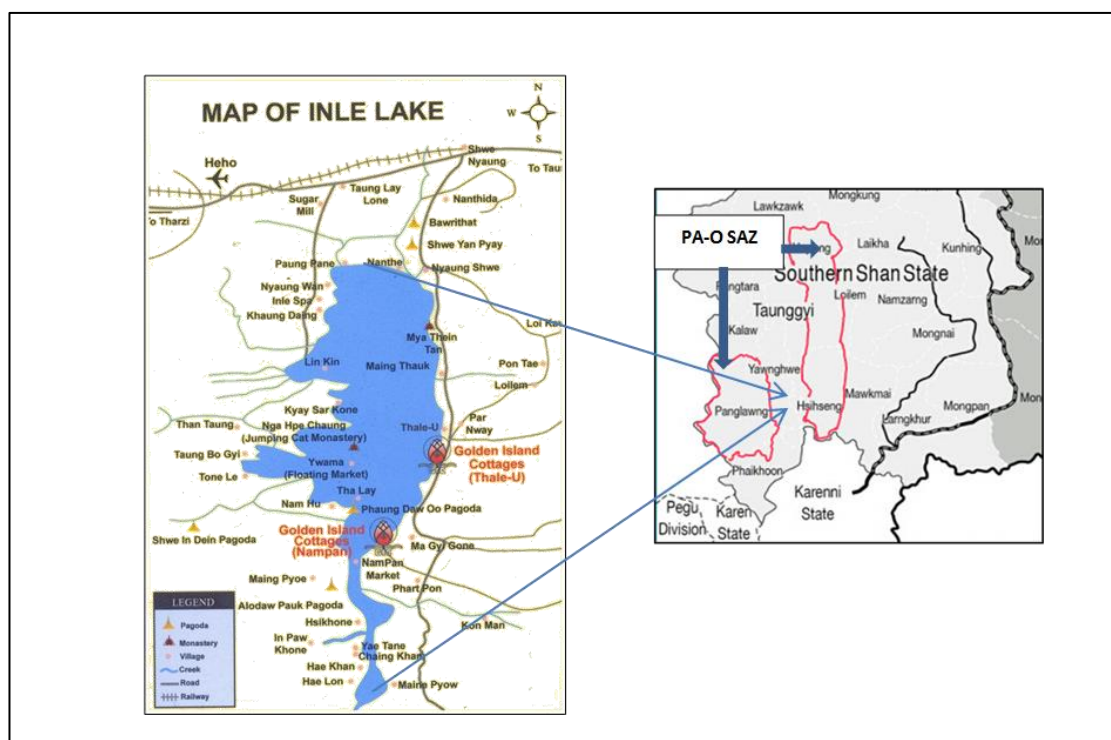 MAP OF INLE LAKE
N
W
E
S
Heho
Shwe
Nyaung
To Tau
Taung Lay
Lone
Sugar
Mill
Nanthida
To Tharzi
Bawrithat
Shwe Yan Pyay
Paung Pane
Nanthe
Nyaung Shwe
Nyaung Wan
Inle Spa
Khaung Daing
Loi Kaw
Mya Thein
Tan
Lin Kin
Maing Thauk
Pon Tae
Loilem
Kyay Sar Kone
Than Taung
Nga Hpe Chaung
(Jumping Cat Monastery)
Thale-U
Par
Nway
Taung Bo Gyi
Ywama
(Floating Market)
Golden Island
Cottages
(Thale-U)
Tone Le
Tha Lay
Nam Hu
Phaung Daw Oo Pagoda
Shwe In Dein Pagoda
Golden Island
Cottages
(Nampan)
Ma Gyi Gone
NamPan
Market
Maing Pyoe
Phart Pon
Alodaw Pauk Pagoda
Hsikhone
Kon Man
In Paw
Khone
Yae Tane
Chaing Khan
Hae Khan
Hae Lon
Maing Pyow
LEGEND
Pagoda
Monastery
Village
Creek
Road
Railway
PA-O SAZ
Mongkung
Lawkzawk
Laikha
Kunhing
Mon
Southern Shan State
Loilem
Namzarng
Taunggyi
Kalaw
Mongnai
Yawnghwe
Mawkmai
Panglawng
Hsihseng
Larngkhur
Mongpan
Mon
Phaikhoon
Karenni
State
Pegu
Division
Karen
State